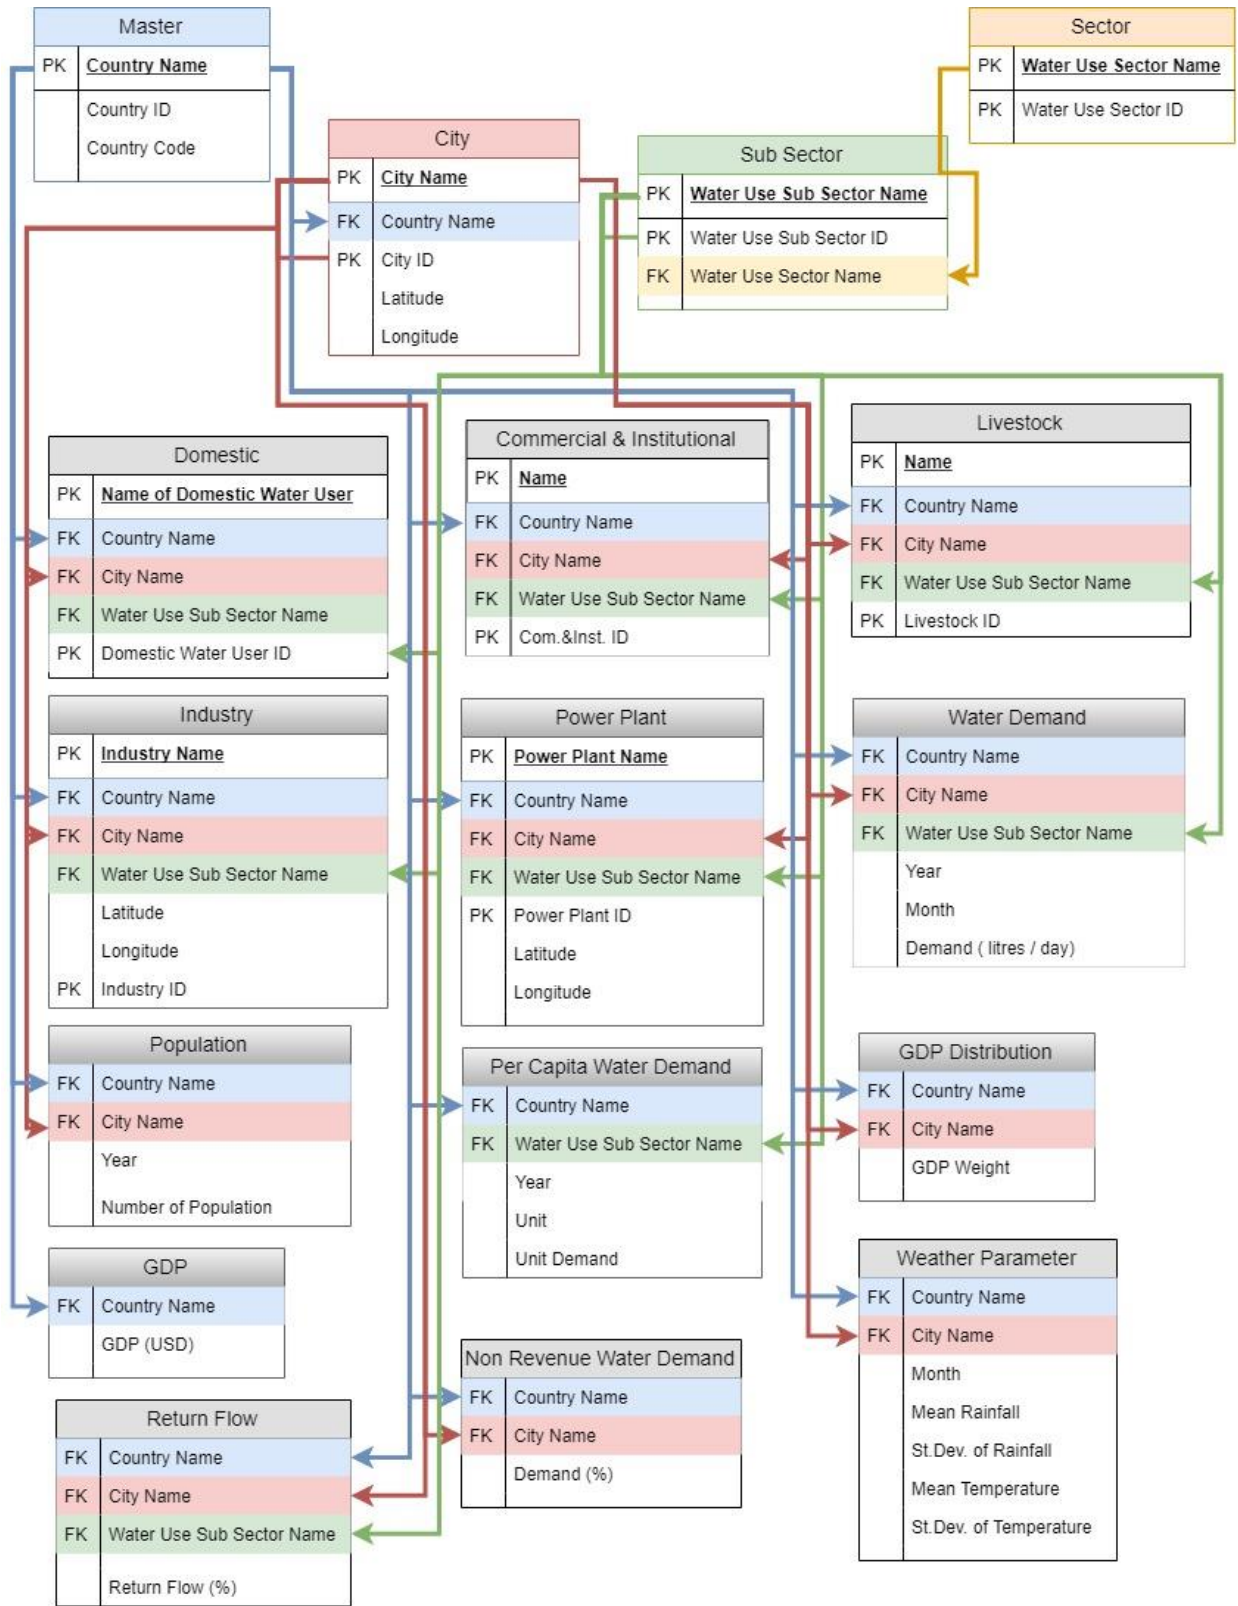 Master
PK Country Name
Country ID
Country Code
Sector
PK Water Use Sector Name
PK Water Use Sector ID
City
PK City Name
FK Country Name
PK City ID
Latitude
Longitude
Sub Sector
PK Water Use Sub Sector Name
PK Water Use Sub Sector ID
FK Water Use Sector Name
Domestic
PK Name of Domestic Water User
FK Country Name
FK City Name
FK Water Use Sub Sector Name
PK Domestic Water User ID
Commercial & Institutional
PK Name
FK Country Name
FK City Name
FK Water Use Sub Sector Name
PK Com.&Inst. ID
Livestock
PK Name
FK Country Name
FK City Name
FK Water Use Sub Sector Name
PK Livestock ID
Industry
PK Industry Name
FK Country Name
FK City Name
FK Water Use Sub Sector Name
Latitude
Longitude
PK Industry ID
Power Plant
PK Power Plant Name
FK Country Name
FK City Name
FK Water Use Sub Sector Name
PK Power Plant ID
Latitude
Longitude
Water Demand
FK Country Name
FK City Name
FK Water Use Sub Sector Name
Year
Month
Demand ( litres / day)
Population
FK Country Name
FK City Name
Year
Number of Population
Per Capita Water Demand
FK Country Name
FK Water Use Sub Sector Name
Year
Unit
Unit Demand
GDP Distribution
FK Country Name
FK City Name
GDP Weight
GDP
FK Country Name
GDP (USD)
Non Revenue Water Demand
FK Country Name
FK City Name
Demand (%)
Weather Parameter
FK Country Name
FK City Name
Month
Mean Rainfall
St.Dev. of Rainfall
Mean Temperature
St.Dev. of Temperature
Return Flow
FK Country Name
FK City Name
FK Water Use Sub Sector Name
Return Flow (%)